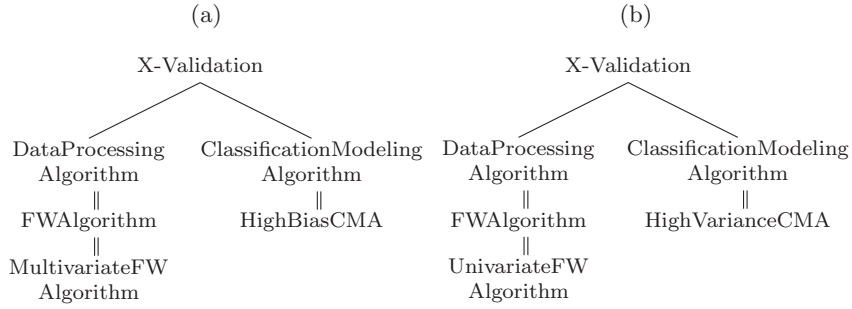 (a)
X-Validation
DataProcessing
Algorithm
FWAlgorithm
MultivariateFW
Algorithm
ClassificationModeling
Algorithm
HighBiasCMA
(b)
X-Validation
DataProcessing
Algorithm
FWAlgorithm
UnivariateFW
Algorithm
ClassificationModeling
Algorithm
HighVarianceCMA